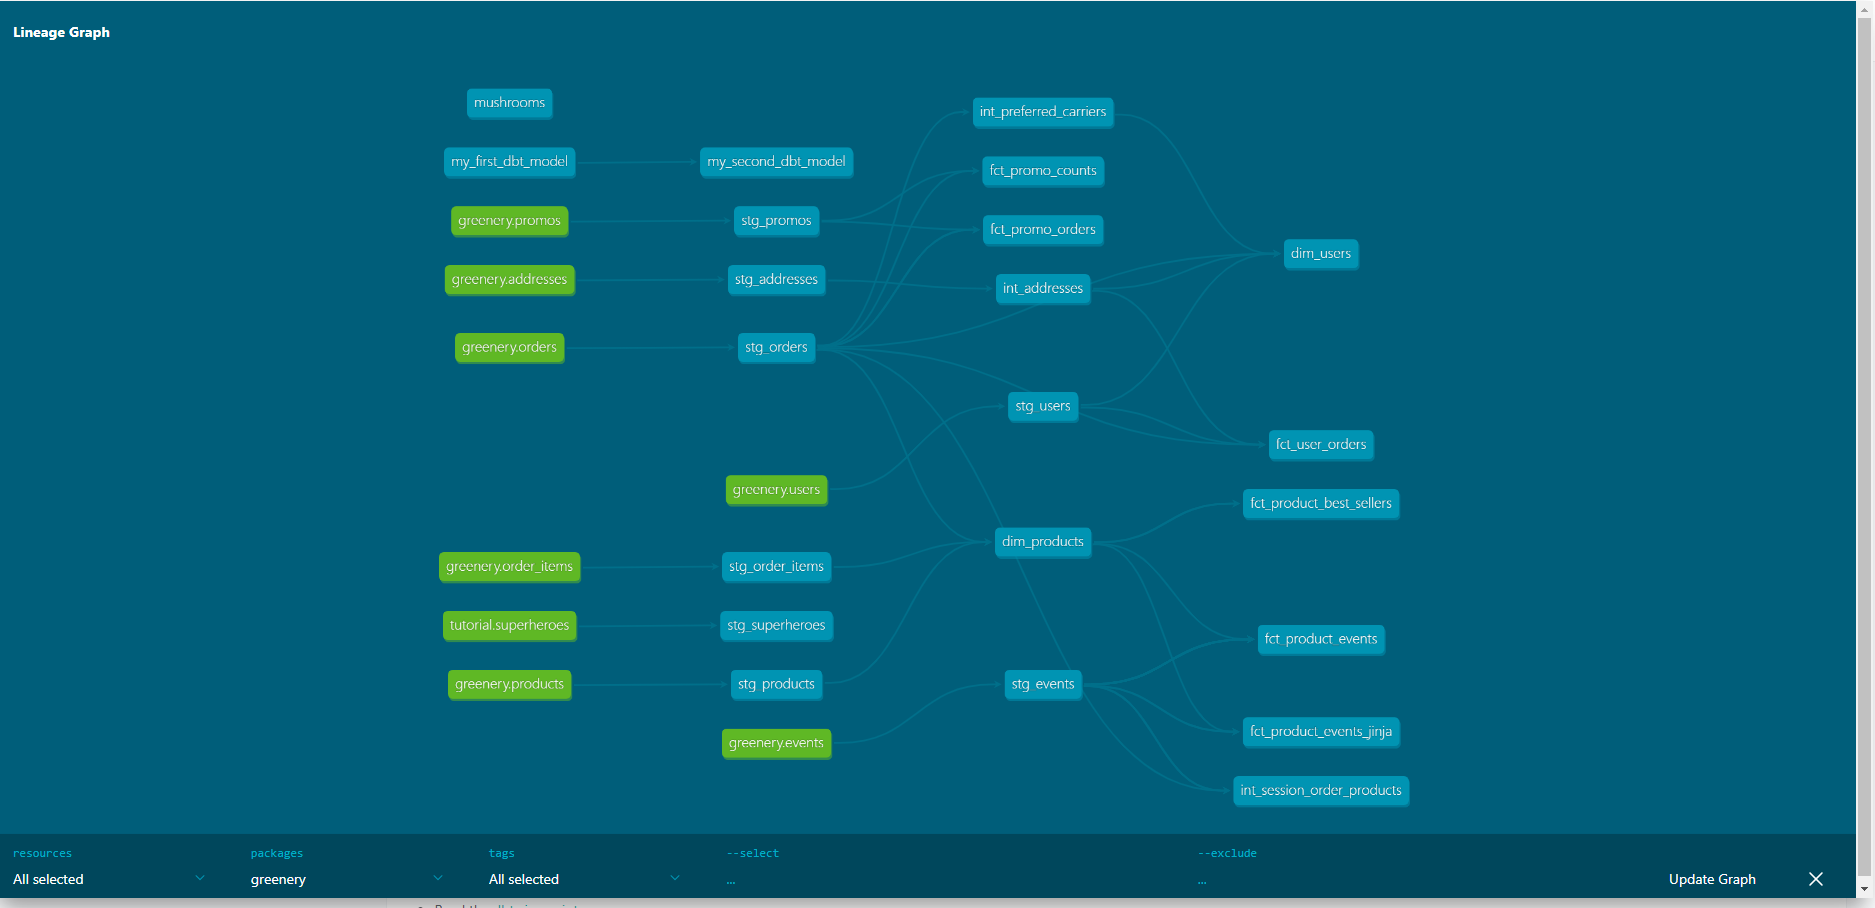 Lineage Graph
mushrooms
int_preferred_carriers
my_first_dbt_model
my_second_dbt_model
fct_promo_counts
greenery.promos
stg_promos
fct_promo_orders
dim_users
greenery.addresses
stg_addresses
int_addresses
greenery.orders
stg_orders
stg_users
fct_user_orders
greenery.users
fct_product_best_sellers
dim_products
greenery.order_items
stg_order_items
tutorial.superheroes
stg_superheroes
fct_product_events
greenery.products
stg_products
stg_events
fct_product_events_jinja
greenery.events
int_session_order_products
resources
packages
tags
--select
--exclude
All selected
greenery
All selected
...
...
Update Graph